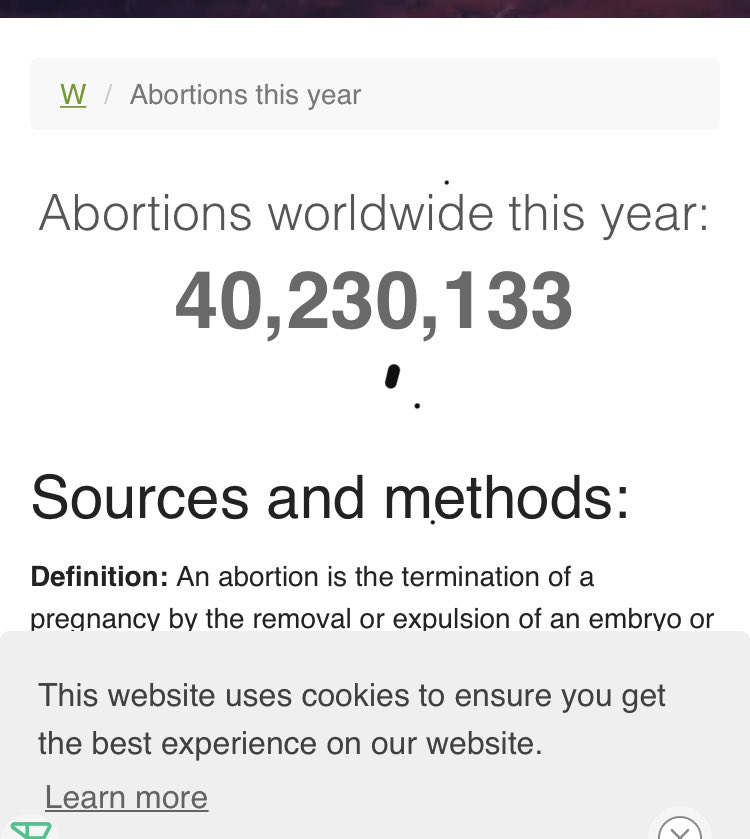 W / Abortions this year
Abortions worldwide this year:
40,230,133
Sources and methods:
Definition: An abortion is the termination of a
pregnancy by the removal or expulsion of an embryo or
This website uses cookies to ensure you get
the best experience on our website.
Learn more